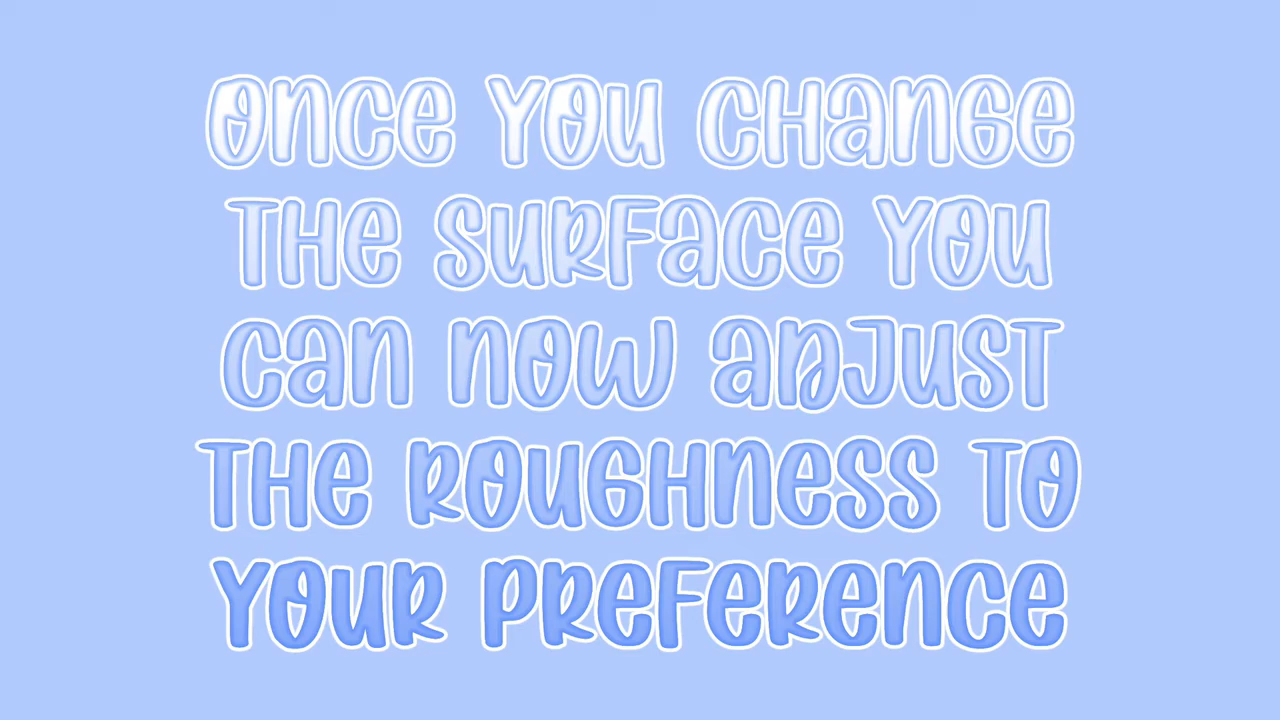 ONCE YOU CHANGE
THE SURFACE YOU
CAN NOW ADJUST
THE ROUGHNESS TO
YOUR PREFERENCE